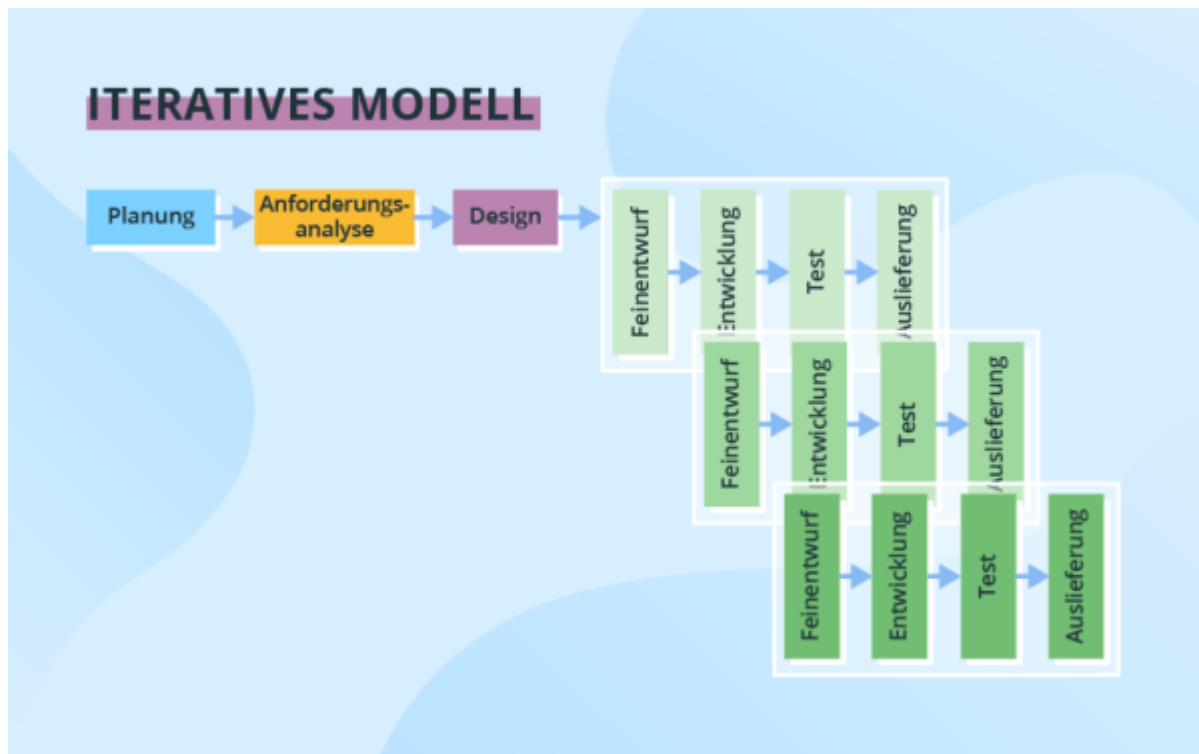 ITERATIVES MODELL
Planung
Anforderungs-
analyse
Design
Feinentwurf
Entwicklung
Test
Auslieferung
Feinentwurf
Entwicklung
Test
Auslieferung
Feinentwurf
Entwicklung
Test
Auslieferung